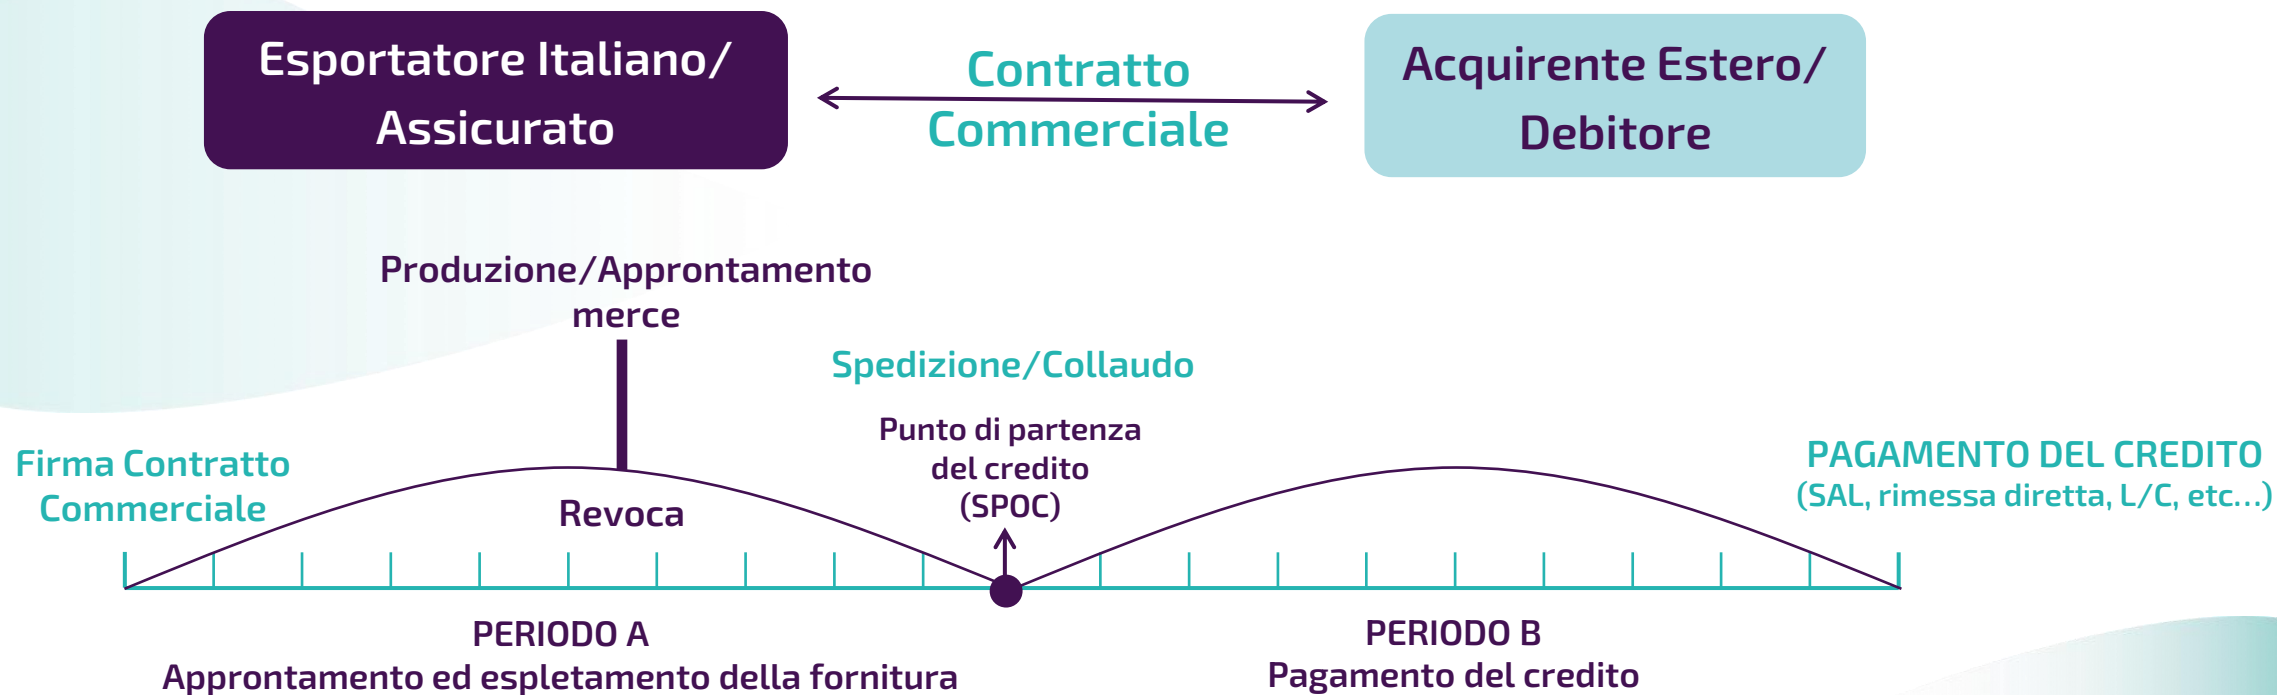 Esportatore Italiano/
Assicurato
Contratto
Commerciale
Acquirente Estero/
Debitore
Produzione/Approntamento
merce
Spedizione/Collaudo
Punto di partenza
del credito
(SPOC)
Firma Contratto
Commerciale
Revoca
PAGAMENTO DEL CREDITO
(SAL, rimessa diretta, L/C, etc...)
PERIODO A
Approntamento ed espletamento della fornitura
PERIODO B
Pagamento del credito